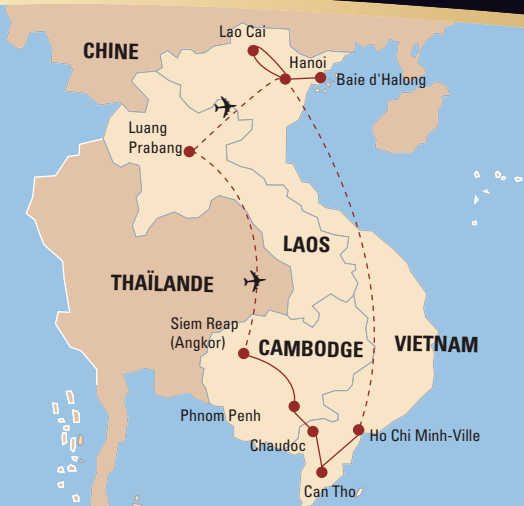 Lao Cai
CHINE
Hanoi
Baie d'Halong
Luang
Prabang
LAOS
THAÏLANDE
Siem Reap
(Angkor)
CAMBODGE
VIETNAM
Phnom Penh
Chaudoc
Ho Chi Minh-Ville
Can Tho